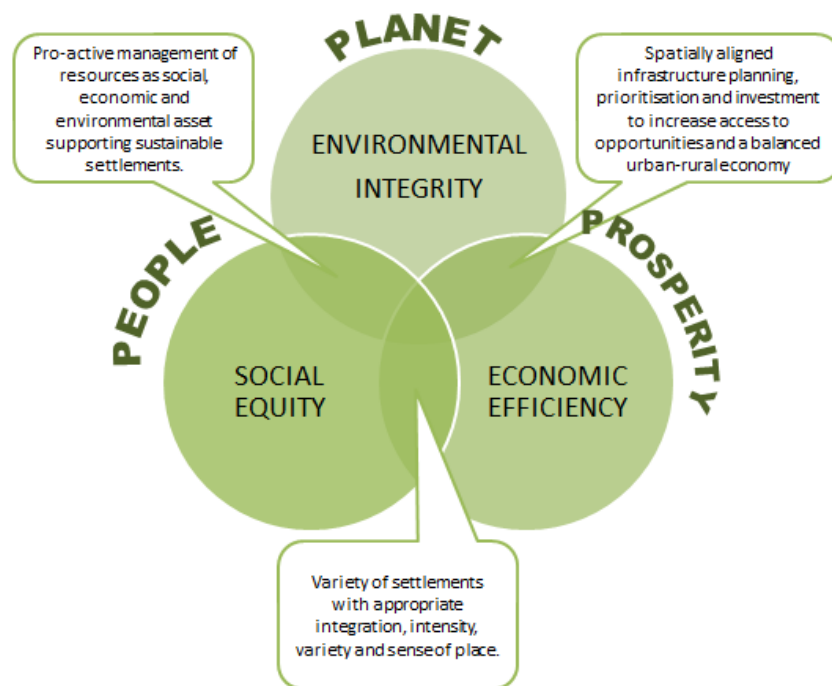 PLANET
Pro-active management of
resources as social,
economic and
environmental asset
supporting sustainable
settlements.
Spatially aligned
infrastructure planning,
prioritisation and investment
to increase access to
opportunities and a balanced
urban-rural economy
ENVIRONMENTAL
INTEGRITY
PEOPLE
PROSPERITY
SOCIAL
EQUITY
ECONOMIC
EFFICIENCY
Variety of settlements
with appropriate
integration, intensity,
variety and sense of place.